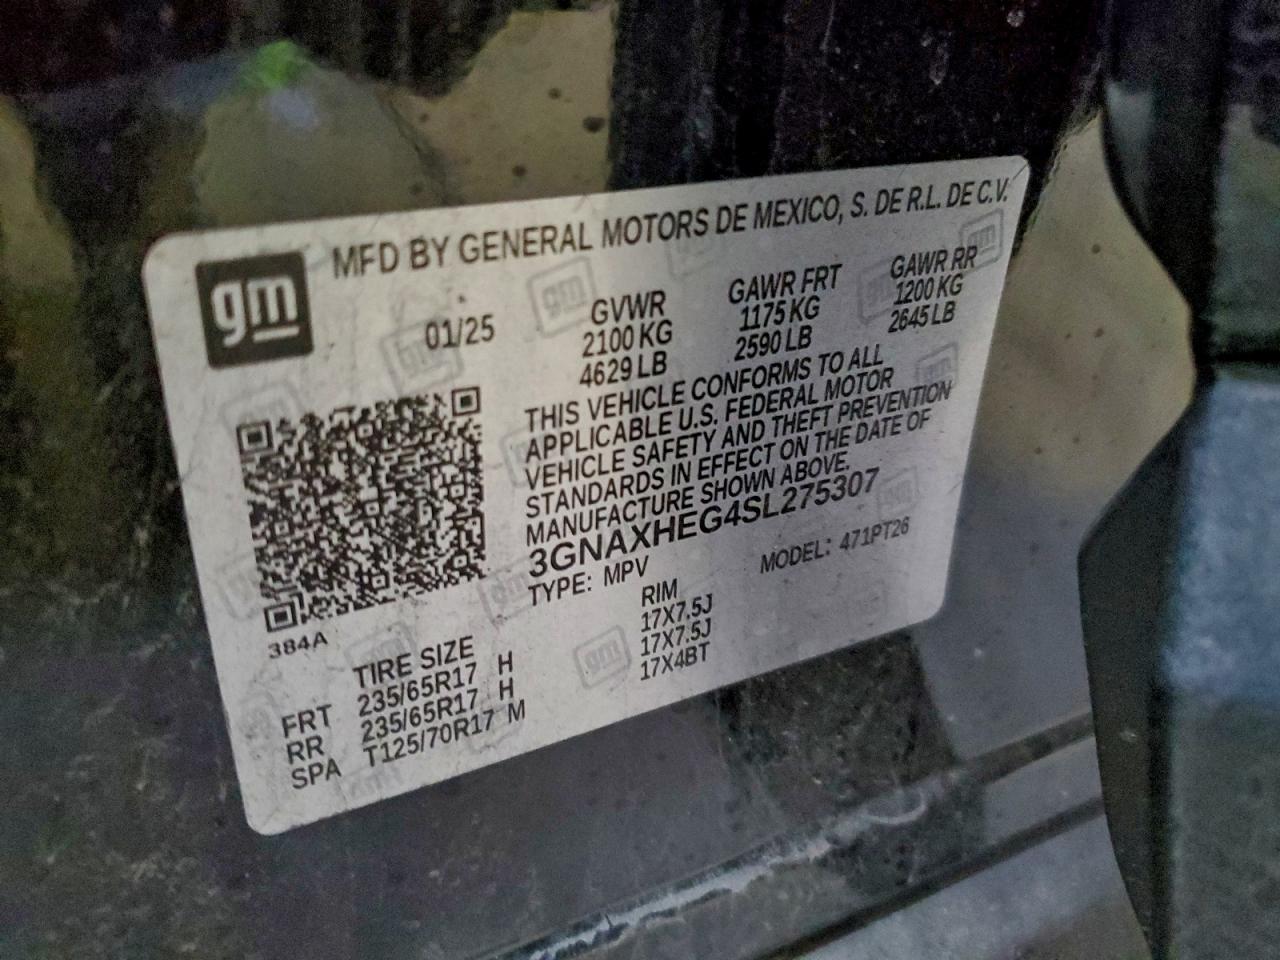 gm
MFD BY GENERAL MOTORS DE MEXICO, S. DE R.L. DE C.V.
01/25
GVWR GAWR FRT GAWR RR
2100 KG 1175 KG 1200 KG
4629 LB 2590 LB 2645 LB
THIS VEHICLE CONFORMS TO ALL
APPLICABLE U.S. FEDERAL MOTOR
VEHICLE SAFETY AND THEFT PREVENTION
STANDARDS IN EFFECT ON THE DATE OF
MANUFACTURE SHOWN ABOVE.
3GNAXHEG4SL275307
TYPE: MPV MODEL: 471PT26
384A
TIRE SIZE RIM
FRT 235/65R17 H 17X7.5J
RR 235/65R17 H 17X7.5J
SPA T125/70R17 M 17X4BT